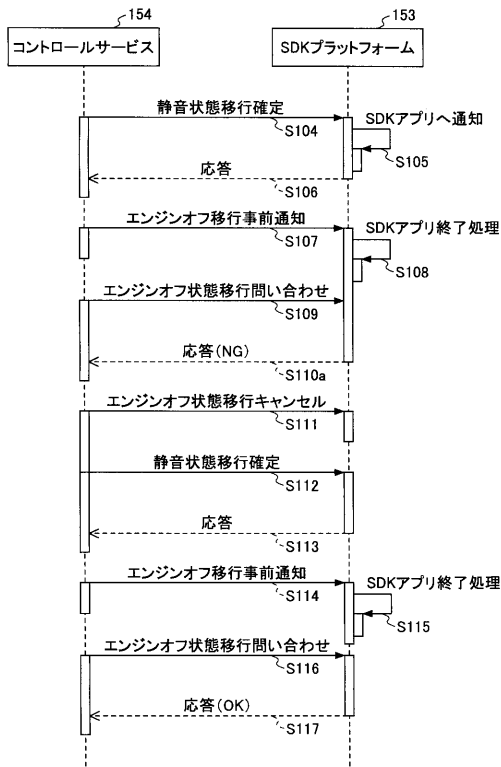 154
コントロールサービス
153
SDKプラットフォーム
静音状態移行確定
S104
SDKアプリへ通知
S105
応答
S106
エンジンオフ移行事前通知
S107
SDKアプリ終了処理
S108
エンジンオフ状態移行問い合わせ
S109
応答(NG)
S110a
エンジンオフ状態移行キャンセル
S111
静音状態移行確定
S112
応答
S113
エンジンオフ移行事前通知
S114
SDKアプリ終了処理
S115
エンジンオフ状態移行問い合わせ
S116
応答(OK)
S117